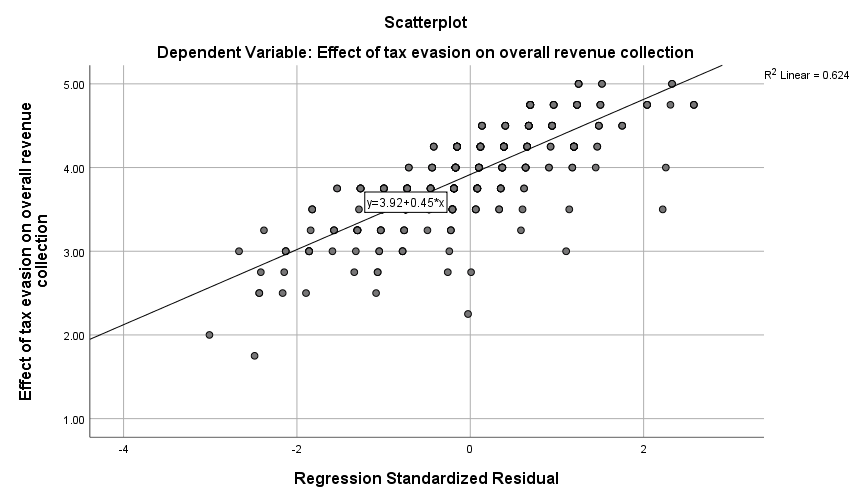 Scatterplot
Dependent Variable: Effect of tax evasion on overall revenue collection
R2 Linear = 0.624
5.00
4.00
3.00
2.00
1.00
Effect of tax evasion on overall revenue
collection
y=3.92+0.45*x
-4
-2
0
2
Regression Standardized Residual